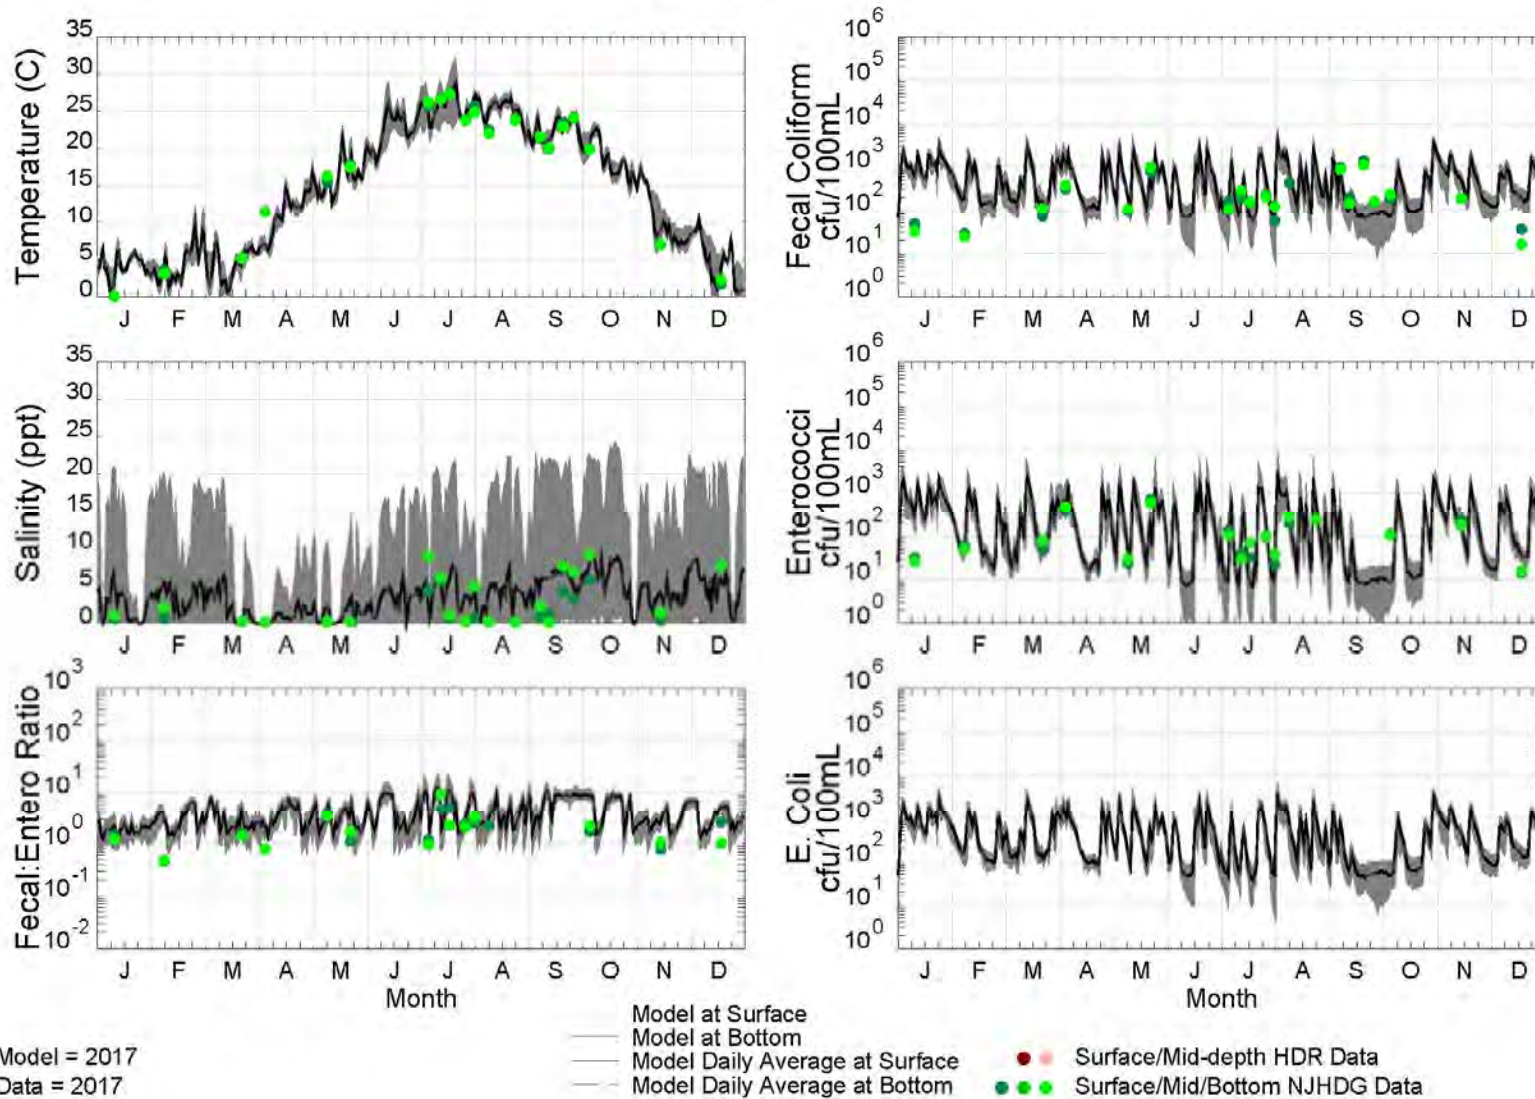 Temperature (C)
35
30
25
20
15
10
5
0
J F M A M J J A S O N D
Fecal Coliform
cfu/100mL
10^6
10^5
10^4
10^3
10^2
10^1
10^0
J F M A M J J A S O N D
Salinity (ppt)
35
30
25
20
15
10
5
0
J F M A M J J A S O N D
Enterococci
cfu/100mL
10^6
10^5
10^4
10^3
10^2
10^1
10^0
J F M A M J J A S O N D
Fecal:Entero Ratio
10^3
10^2
10^1
10^0
10^-1
10^-2
J F M A M J J A S O N D
Month
E. Coli
cfu/100mL
10^6
10^5
10^4
10^3
10^2
10^1
10^0
J F M A M J J A S O N D
Month
Model = 2017
Data = 2017
Model at Surface
Model at Bottom
Model Daily Average at Surface
Model Daily Average at Bottom
Surface/Mid-depth HDR Data
Surface/Mid/Bottom NJHDG Data